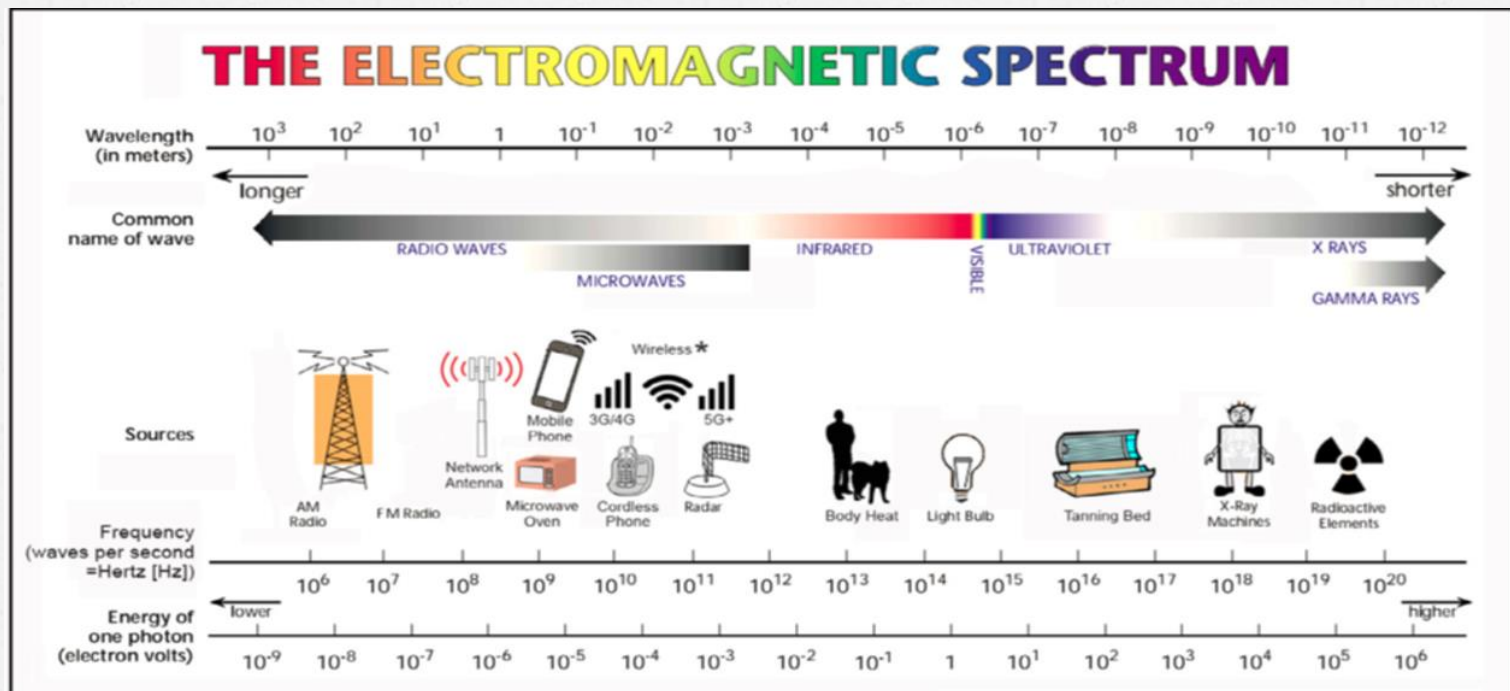 THE ELECTROMAGNETIC SPECTRUM
Wavelength
(in meters)
10³ 10² 10¹ 1 10⁻¹ 10⁻² 10⁻³ 10⁻⁴ 10⁻⁵ 10⁻⁶ 10⁻⁷ 10⁻⁸ 10⁻⁹ 10⁻¹⁰ 10⁻¹¹ 10⁻¹²
longer
shorter
Common
name of wave
RADIO WAVES
INFRARED
VISIBLE
ULTRAVIOLET
X RAYS
MICROWAVES
GAMMA RAYS
Sources
AM
Radio
FM Radio
Network
Antenna
Mobile
Phone
Wireless *
3G/4G
5G+
Microwave
Oven
Cordless
Phone
Radar
Body Heat
Light Bulb
Tanning Bed
X-Ray
Machines
Radioactive
Elements
Frequency
(waves per second
=Hertz [Hz])
10⁶ 10⁷ 10⁸ 10⁹ 10¹⁰ 10¹¹ 10¹² 10¹³ 10¹⁴ 10¹⁵ 10¹⁶ 10¹⁷ 10¹⁸ 10¹⁹ 10²⁰
lower
higher
Energy of
one photon
(electron volts)
10⁻⁹ 10⁻⁸ 10⁻⁷ 10⁻⁶ 10⁻⁵ 10⁻⁴ 10⁻³ 10⁻² 10⁻¹ 1 10¹ 10² 10³ 10⁴ 10⁵ 10⁶